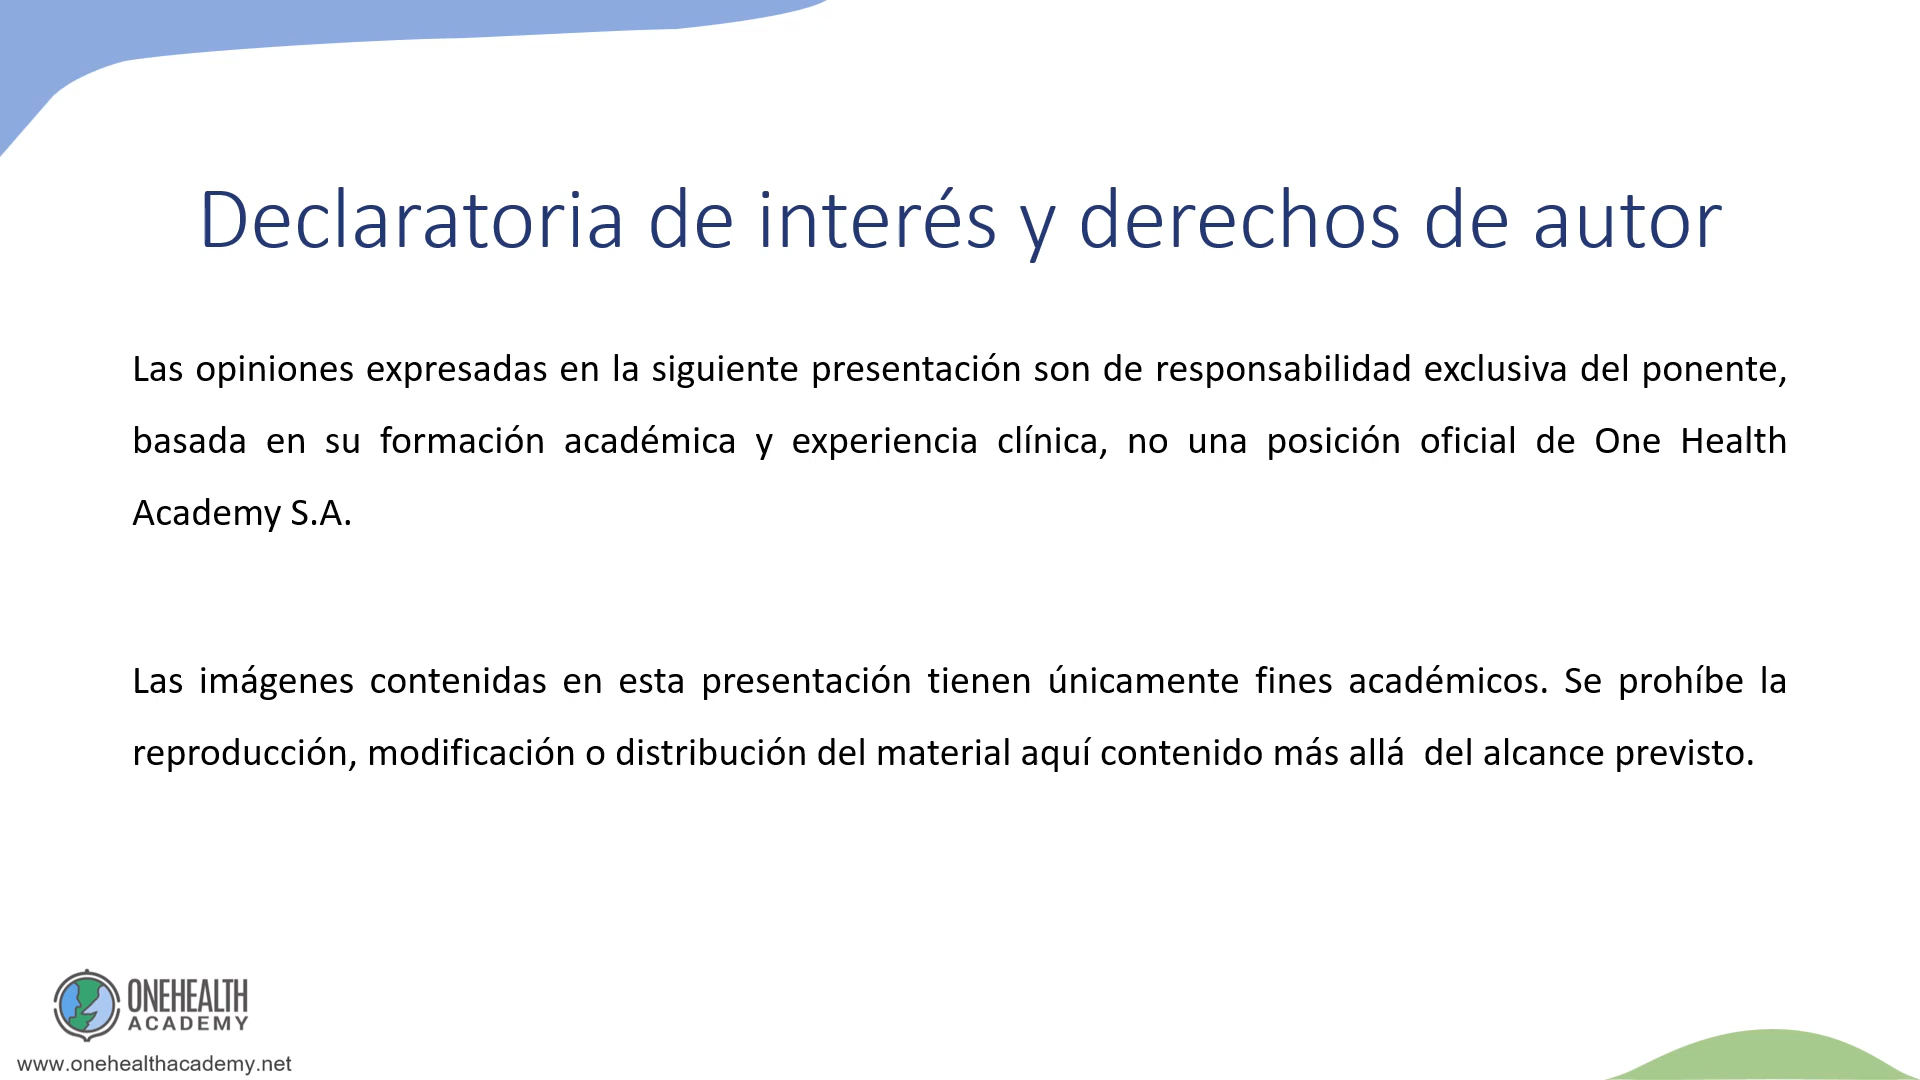 Declaratoria de interés y derechos de autor
Las opiniones expresadas en la siguiente presentación son de responsabilidad exclusiva del ponente,
basada en su formación académica y experiencia clínica, no una posición oficial de One Health
Academy S.A.
Las imágenes contenidas en esta presentación tienen únicamente fines académicos. Se prohíbe la
reproducción, modificación o distribución del material aquí contenido más allá  del alcance previsto.
ONEHEALTH
ACADEMY
www.onehealthacademy.net